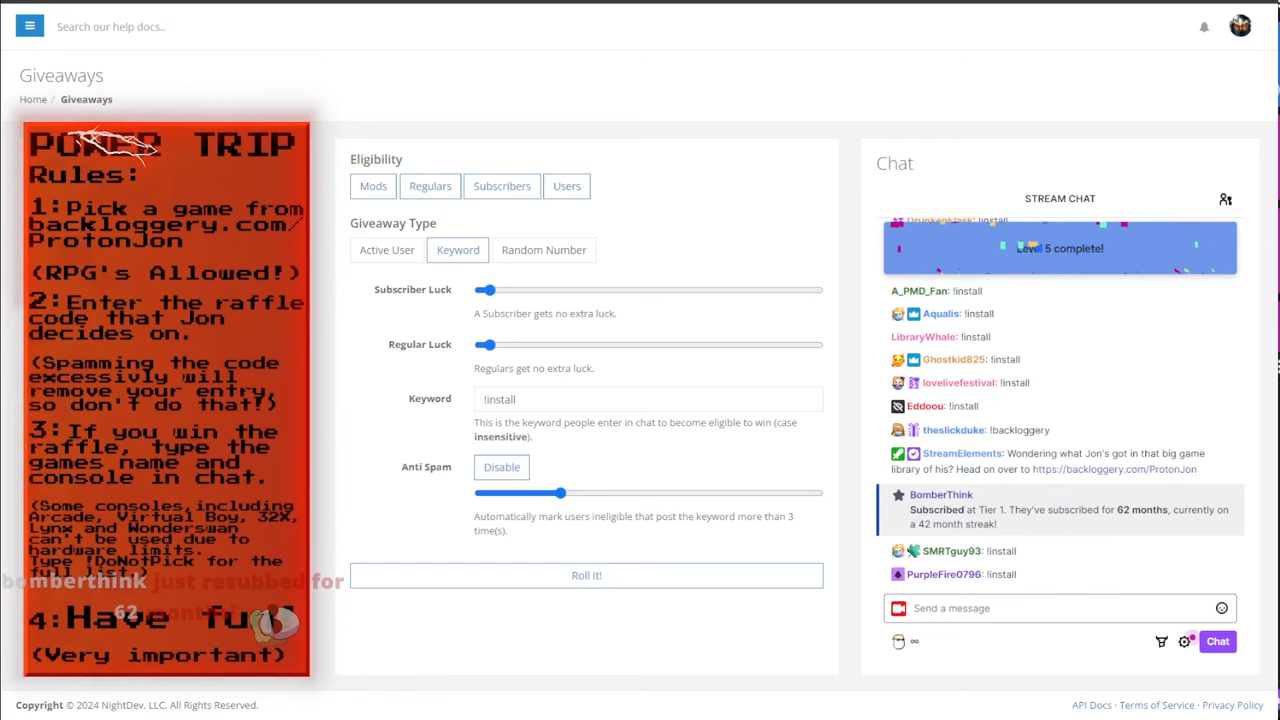 Search our help docs..
Giveaways
Home / Giveaways
POWER TRIP
Rules:
1:Pick a game from
backloggery.com/
ProtonJon
(RPG's Allowed!)
2:Enter the raffle
code that Jon
decides on.
(Spamming the code
excessivly will
remove your entry,
so don't do that!)
3:If you win the
raffle, type the
games name and
console in chat.
(Some consoles,including
Arcade, Virtual Boy, 32X,
Lynx and Wonderswan
can't be used due to
hardware limits.
Type !DoNotPick for the
full list.)
bomberthink just resubbed for
62 months!
4:Have
(Very important)
Eligibility
Mods
Regulars
Subscribers
Users
Giveaway Type
Active User
Keyword
Random Number
Subscriber Luck
A Subscriber gets no extra luck.
Regular Luck
Regulars get no extra luck.
Keyword
!install
This is the keyword people enter in chat to become eligible to win (case
insensitive).
Anti Spam
Disable
Automatically mark users ineligible that post the keyword more than 3
time(s).
Roll It!
Chat
STREAM CHAT
DrunkenFlask: !install
Level 5 complete!
A_PMD_Fan: !install
Aqualis: !install
LibraryWhale: !install
Ghostkid825: !install
lovelivefestival: !install
Eddoou: !install
theslickduke: !backloggery
StreamElements: Wondering what Jon's got in that big game
library of his? Head on over to https://backloggery.com/ProtonJon
BomberThink
Subscribed at Tier 1. They've subscribed for 62 months, currently on
a 42 month streak!
SMRTguy93: !install
PurpleFire0796: !install
Send a message
∞
Chat
Copyright © 2024 NightDev, LLC. All Rights Reserved.
API Docs · Terms of Service · Privacy Policy